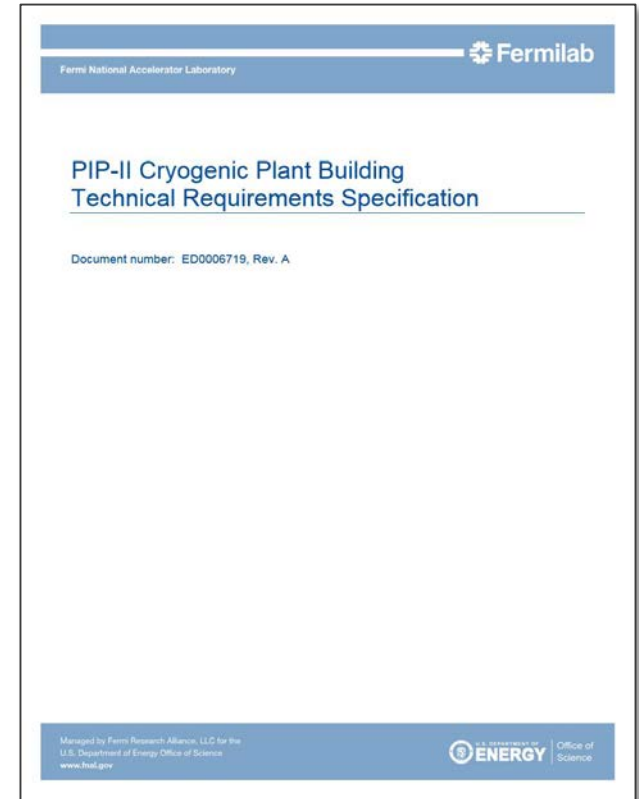 Fermilab
Fermi National Accelerator Laboratory
PIP-II Cryogenic Plant Building
Technical Requirements Specification
Document number: ED0006719, Rev. A
Managed by Fermi Research Alliance, LLC for the
U.S. Department of Energy Office of Science
www.fnal.gov
U.S. DEPARTMENT OF
ENERGY
Office of
Science